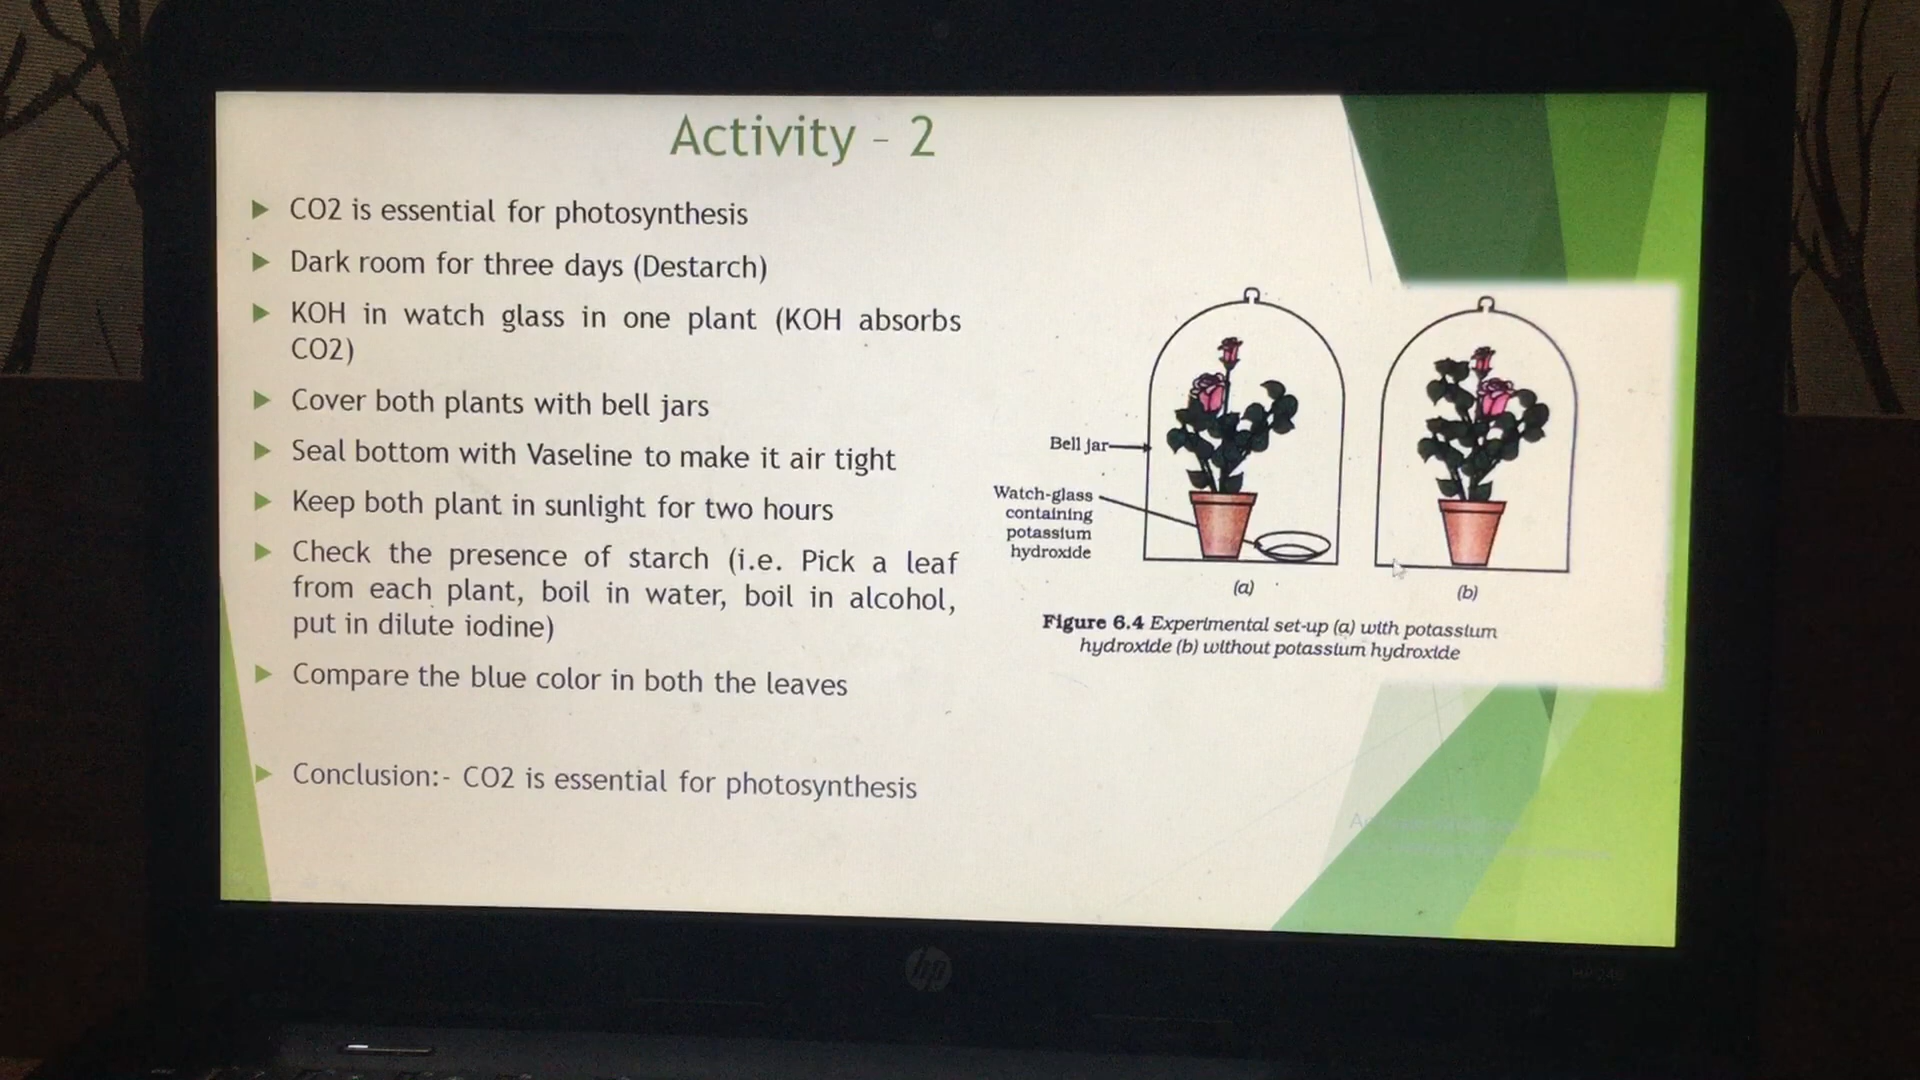 Activity - 2
CO2 is essential for photosynthesis
Dark room for three days (Destarch)
KOH in watch glass in one plant (KOH absorbs
CO2)
Cover both plants with bell jars
Seal bottom with Vaseline to make it air tight
Keep both plant in sunlight for two hours
Check the presence of starch (i.e. Pick a leaf
from each plant, boil in water, boil in alcohol,
put in dilute iodine)
Compare the blue color in both the leaves
Conclusion:- CO2 is essential for photosynthesis
Bell jar
Watch-glass
containing
potassium
hydroxide
(a)
(b)
Figure 6.4 Experimental set-up (a) with potassium
hydroxide (b) without potassium hydroxide
hp